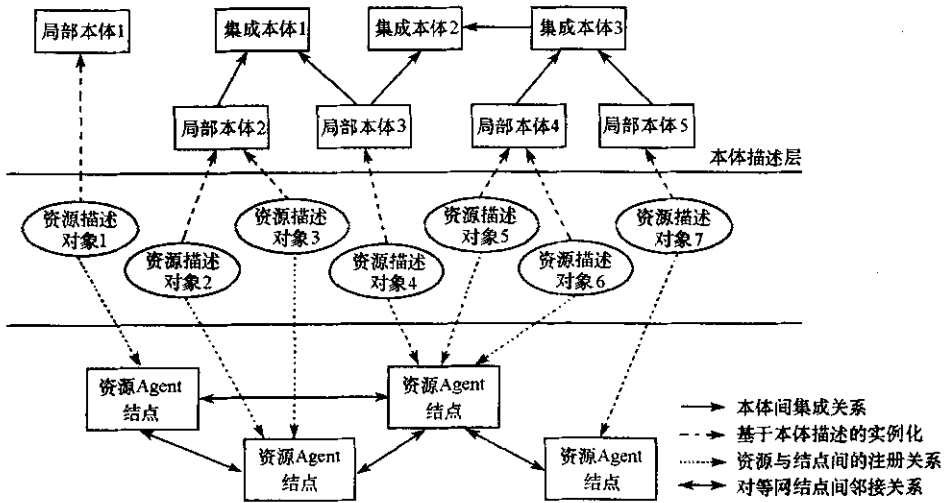 局部本体1
集成本体1
集成本体2
集成本体3
局部本体2
局部本体3
局部本体4
局部本体5
本体描述层
资源描述
对象1
资源描述
对象2
资源描述
对象3
资源描述
对象4
资源描述
对象5
资源描述
对象6
资源描述
对象7
资源Agent
结点
资源Agent
结点
资源Agent
结点
资源Agent
结点
本体间集成关系
基于本体描述的实例化
资源与结点间的注册关系
对等网结点间邻接关系